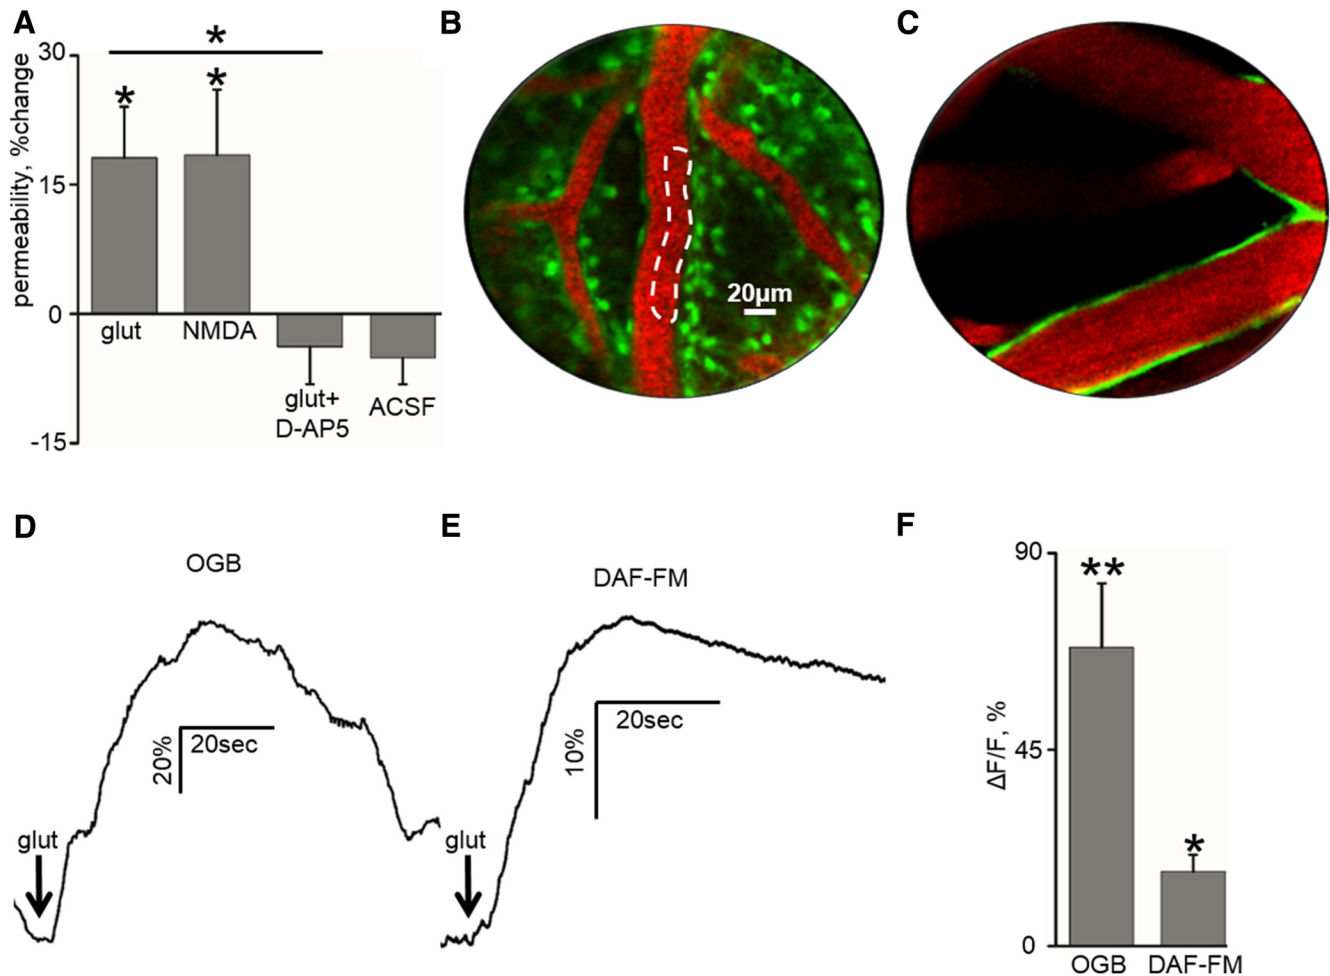 A
permeability, %change
30
15
0
-15
*
*
*
glut
NMDA
glut+
D-AP5
ACSF
B
20µm
C
D
OGB
20%
20sec
glut
E
DAF-FM
10%
20sec
glut
F
ΔF/F, %
90
45
0
**
*
OGB
DAF-FM